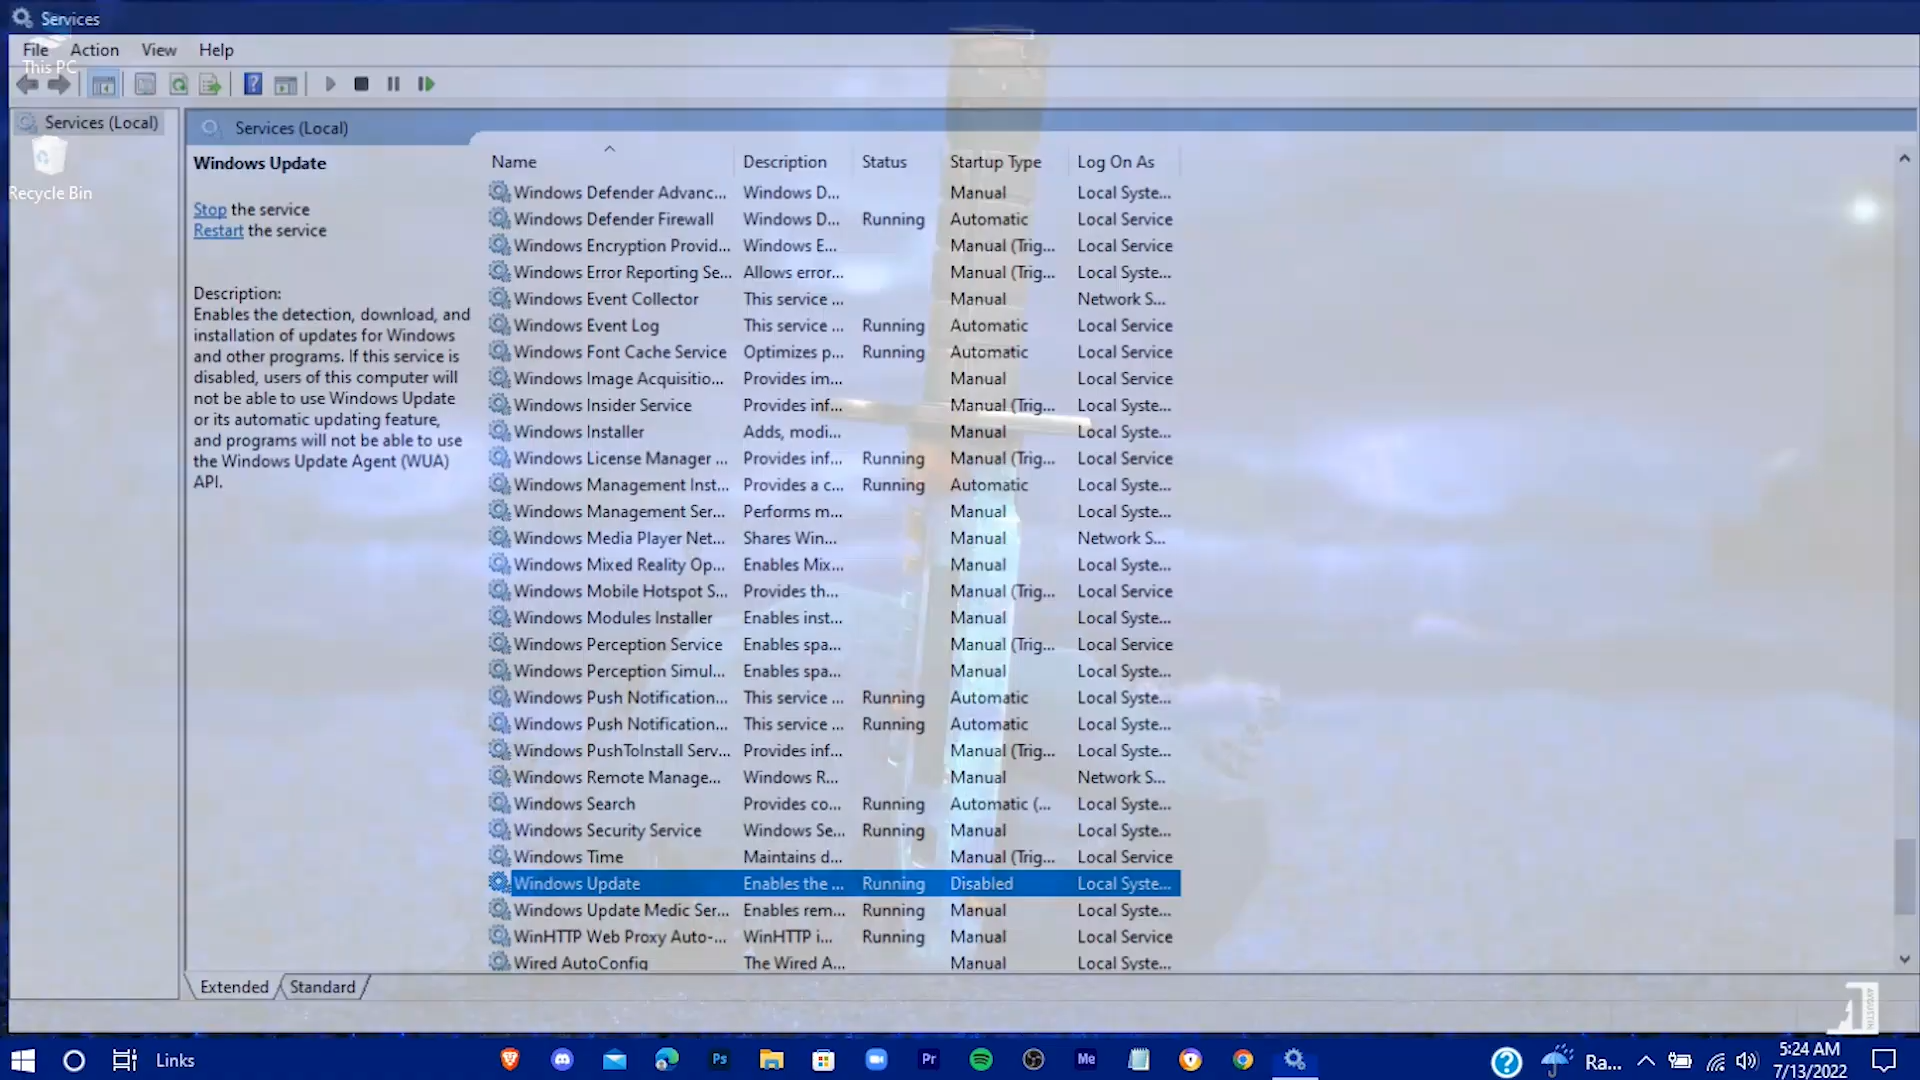 Services
File Action View Help
This PC
Services (Local)
Services (Local)
Recycle Bin
Windows Update
Stop the service
Restart the service
Description:
Enables the detection, download, and
installation of updates for Windows
and other programs. If this service is
disabled, users of this computer will
not be able to use Windows Update
or its automatic updating feature,
and programs will not be able to use
the Windows Update Agent (WUA)
API.
Name Description Status Startup Type Log On As
Windows Defender Advanc... Windows D... Manual Local Syste...
Windows Defender Firewall Windows D... Running Automatic Local Service
Windows Encryption Provid... Windows E... Manual (Trig... Local Service
Windows Error Reporting Se... Allows error... Manual (Trig... Local Syste...
Windows Event Collector This service ... Manual Network S...
Windows Event Log This service ... Running Automatic Local Service
Windows Font Cache Service Optimizes p... Running Automatic Local Service
Windows Image Acquisitio... Provides im... Manual Local Service
Windows Insider Service Provides inf... Manual (Trig... Local Syste...
Windows Installer Adds, modi... Manual Local Syste...
Windows License Manager ... Provides inf... Running Manual (Trig... Local Service
Windows Management Inst... Provides a c... Running Automatic Local Syste...
Windows Management Ser... Performs m... Manual Local Syste...
Windows Media Player Net... Shares Win... Manual Network S...
Windows Mixed Reality Op... Enables Mix... Manual Local Syste...
Windows Mobile Hotspot S... Provides th... Manual (Trig... Local Service
Windows Modules Installer Enables inst... Manual Local Syste...
Windows Perception Service Enables spa... Manual (Trig... Local Service
Windows Perception Simul... Enables spa... Manual Local Syste...
Windows Push Notification... This service ... Running Automatic Local Syste...
Windows Push Notification... This service ... Running Automatic Local Syste...
Windows PushToInstall Serv... Provides inf... Manual (Trig... Local Syste...
Windows Remote Manage... Windows R... Manual Network S...
Windows Search Provides co... Running Automatic (... Local Syste...
Windows Security Service Windows Se... Running Manual Local Syste...
Windows Time Maintains d... Manual (Trig... Local Service
Windows Update Enables the ... Running Disabled Local Syste...
Windows Update Medic Ser... Enables rem... Running Manual Local Syste...
WinHTTP Web Proxy Auto-... WinHTTP i... Running Manual Local Service
Wired AutoConfig The Wired A... Manual Local Syste...
Extended Standard
Links
Ps
Pr
Me
Ra...
5:24 AM
7/13/2022